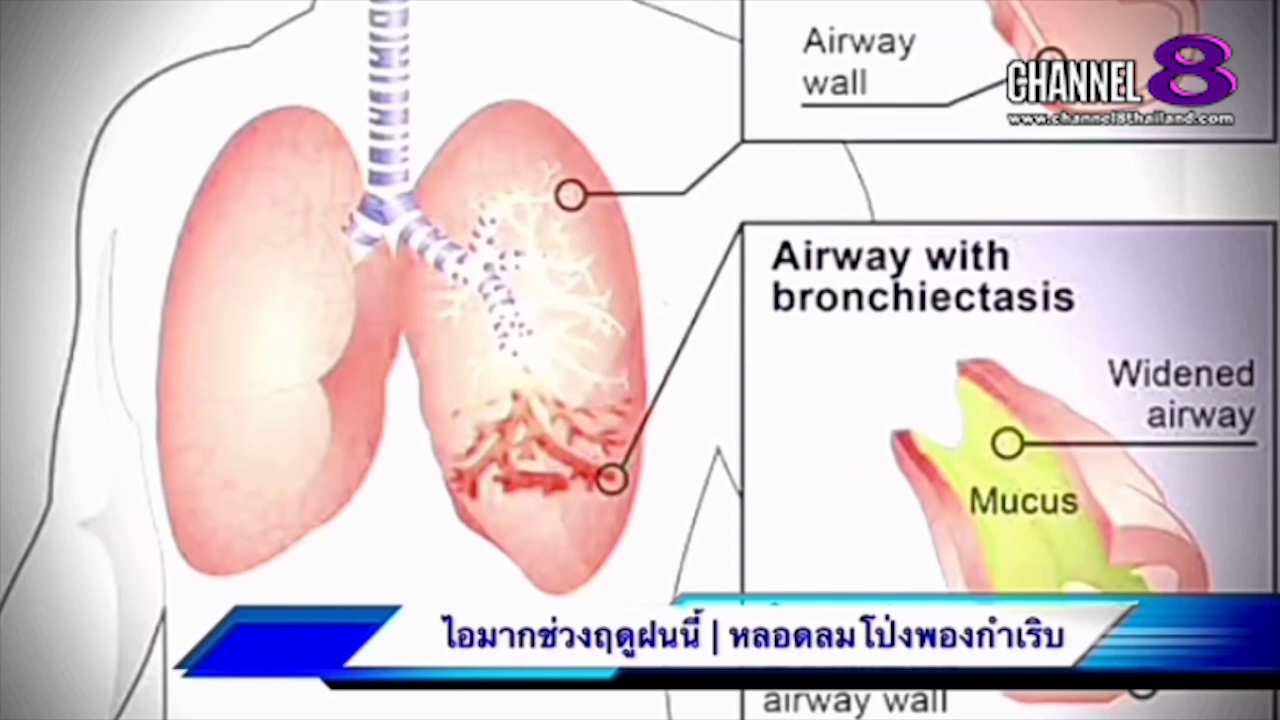 Airway
wall
CHANNEL 8
www.channel8thailand.com
Airway with
bronchiectasis
Widened
airway
Mucus
ไอมากช่วงฤดูฝนนี้ | หลอดลมโป่งพองกำเริบ
airway wall